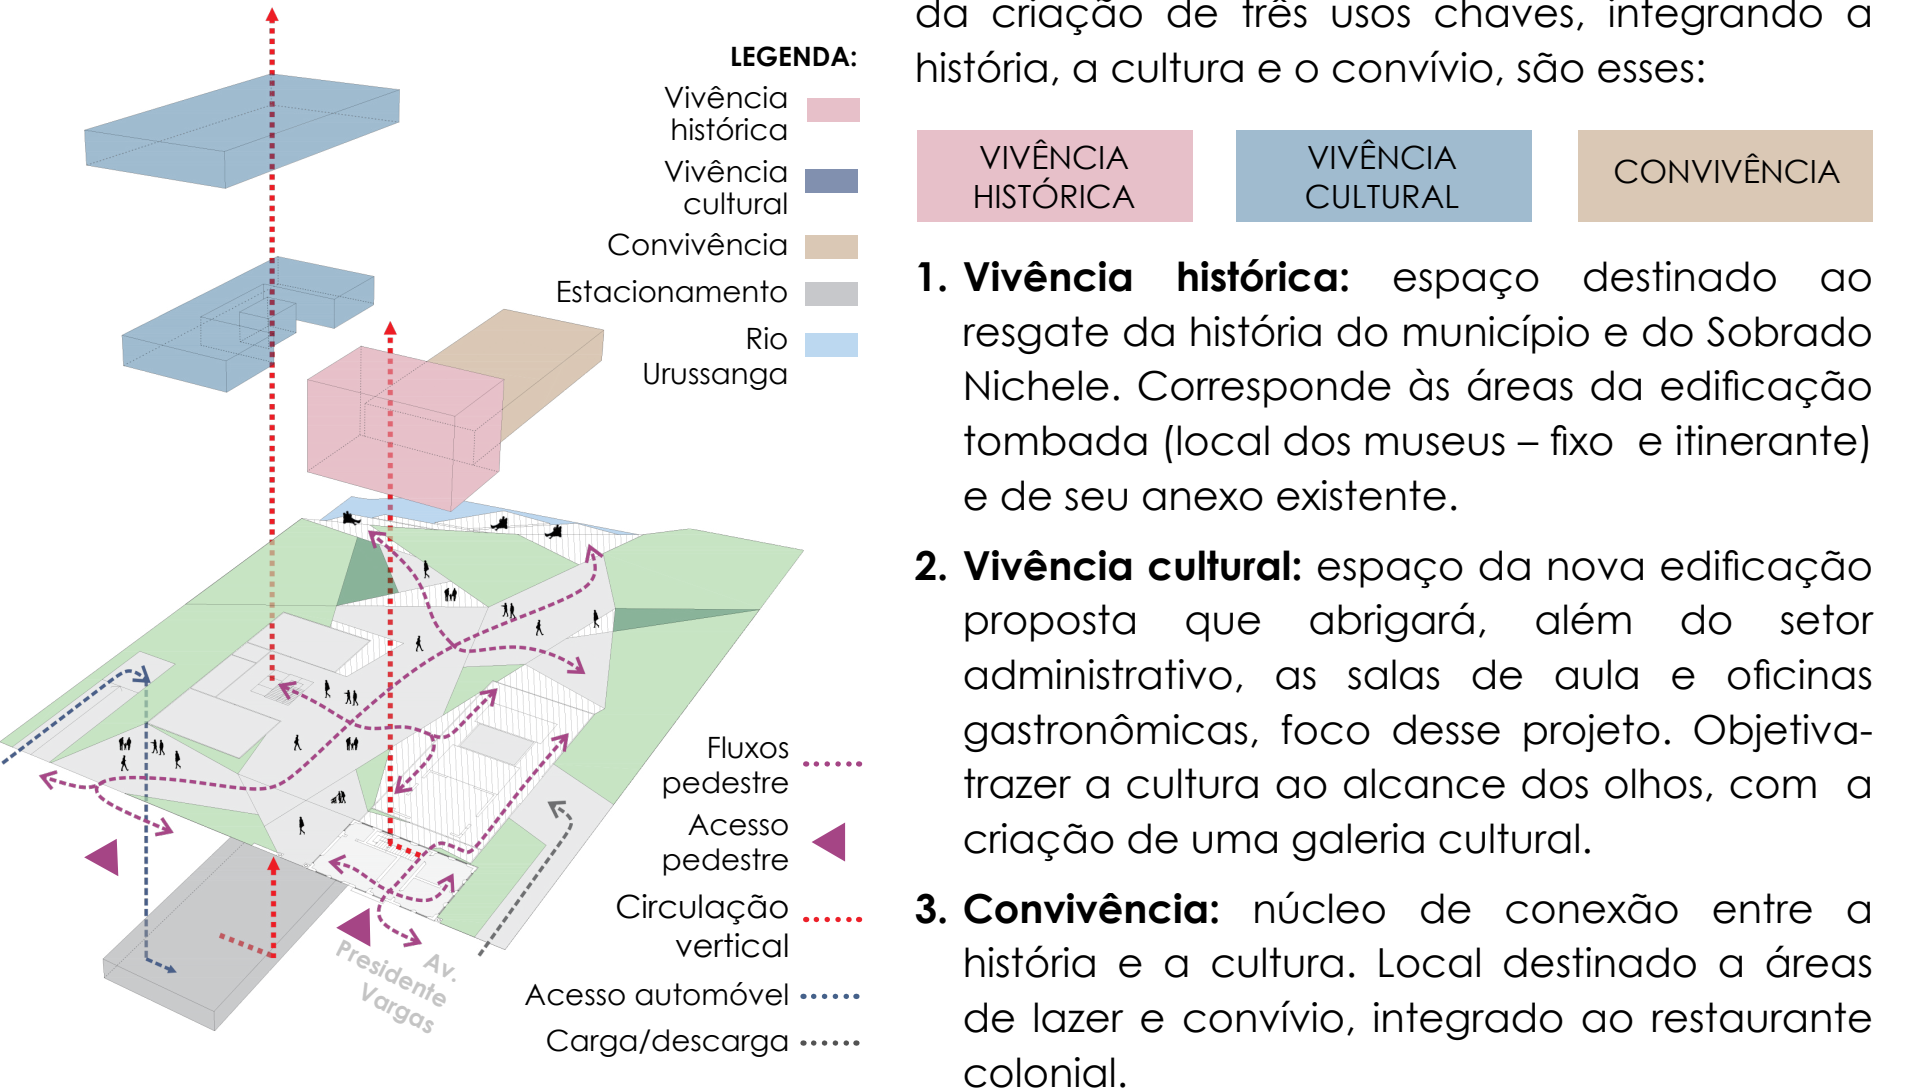 LEGENDA:
Vivência
histórica
Vivência
cultural
Convivência
Estacionamento
Rio
Urussanga
Fluxos
pedestre
Acesso
pedestre
Circulação
vertical
Acesso automóvel
Carga/descarga
Av.
Presidente
Vargas
da criação de três usos chaves, integrando a
história, a cultura e o convívio, são esses:
VIVÊNCIA
HISTÓRICA
VIVÊNCIA
CULTURAL
CONVIVÊNCIA
1. Vivência histórica: espaço destinado ao
resgate da história do município e do Sobrado
Nichele. Corresponde às áreas da edificação
tombada (local dos museus – fixo e itinerante)
e de seu anexo existente.
2. Vivência cultural: espaço da nova edificação
proposta que abrigará, além do setor
administrativo, as salas de aula e oficinas
gastronômicas, foco desse projeto. Objetiva-
trazer a cultura ao alcance dos olhos, com a
criação de uma galeria cultural.
3. Convivência: núcleo de conexão entre a
história e a cultura. Local destinado a áreas
de lazer e convívio, integrado ao restaurante
colonial.